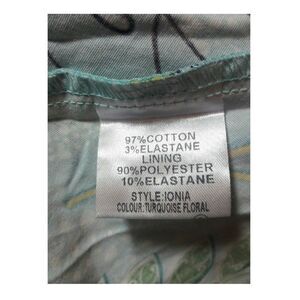 97%COTTON
3%ELASTANE
LINING
90%POLYESTER
10%ELASTANE
STYLE:IONIA
COLOUR:TURQUOISE FLORAL